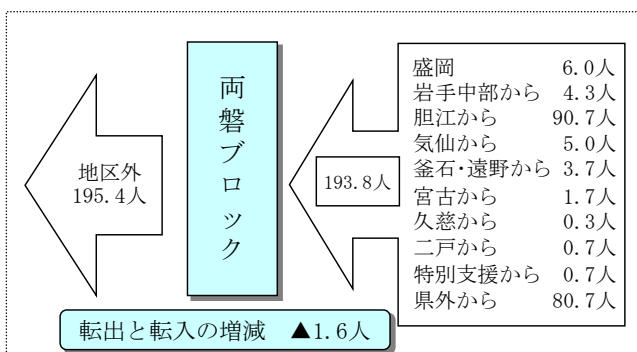 両磐ブロック
地区外
195.4人
193.8人
盛岡 6.0人
岩手中部から 4.3人
胆江から 90.7人
気仙から 5.0人
釜石・遠野から 3.7人
宮古から 1.7人
久慈から 0.3人
二戸から 0.7人
特別支援から 0.7人
県外から 80.7人
転出と転入の増減 ▲1.6人